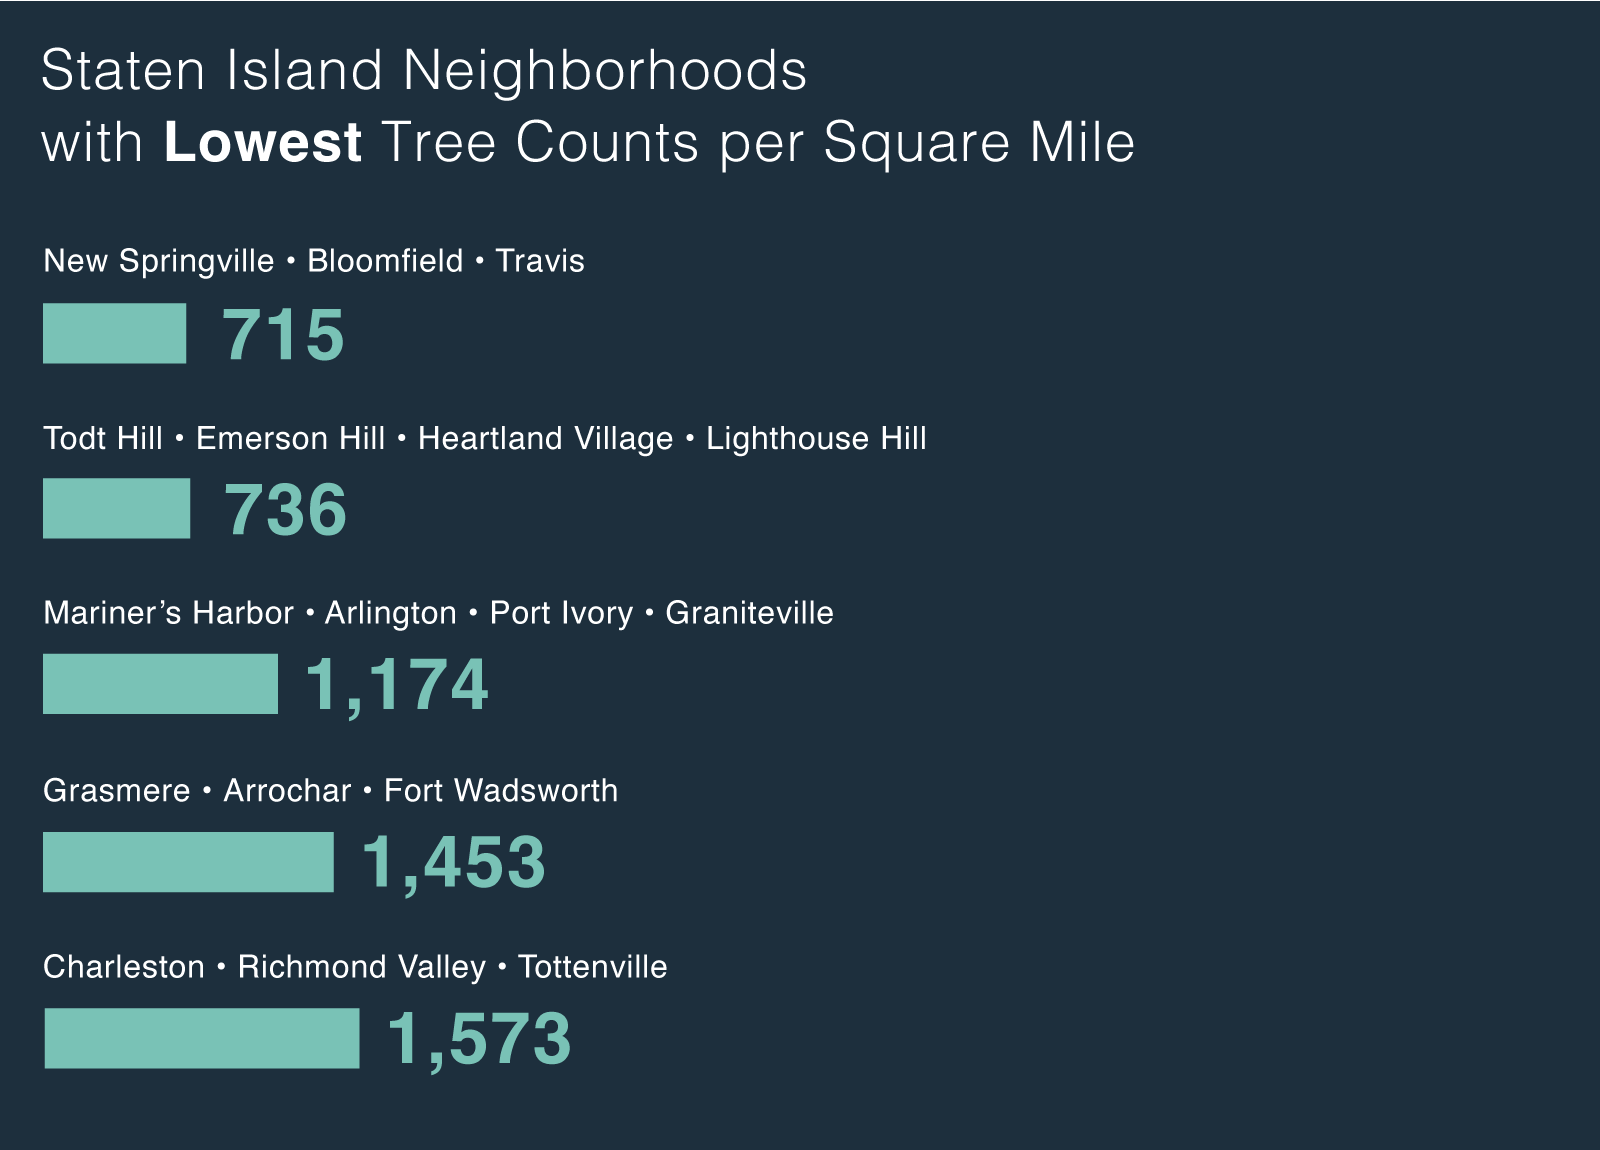 Staten Island Neighborhoods
with Lowest Tree Counts per Square Mile
New Springville • Bloomfield • Travis
715
Todt Hill • Emerson Hill • Heartland Village • Lighthouse Hill
736
Mariner’s Harbor • Arlington • Port Ivory • Graniteville
1,174
Grasmere • Arrochar • Fort Wadsworth
1,453
Charleston • Richmond Valley • Tottenville
1,573